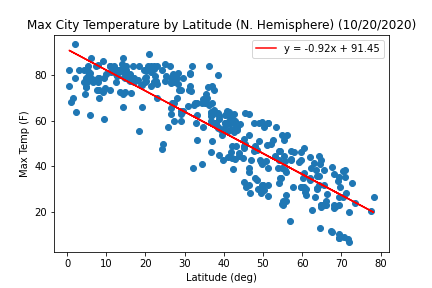 Max City Temperature by Latitude (N. Hemisphere) (10/20/2020)
y = -0.92x + 91.45
Max Temp (F)
80
60
40
20
0 10 20 30 40 50 60 70 80
Latitude (deg)